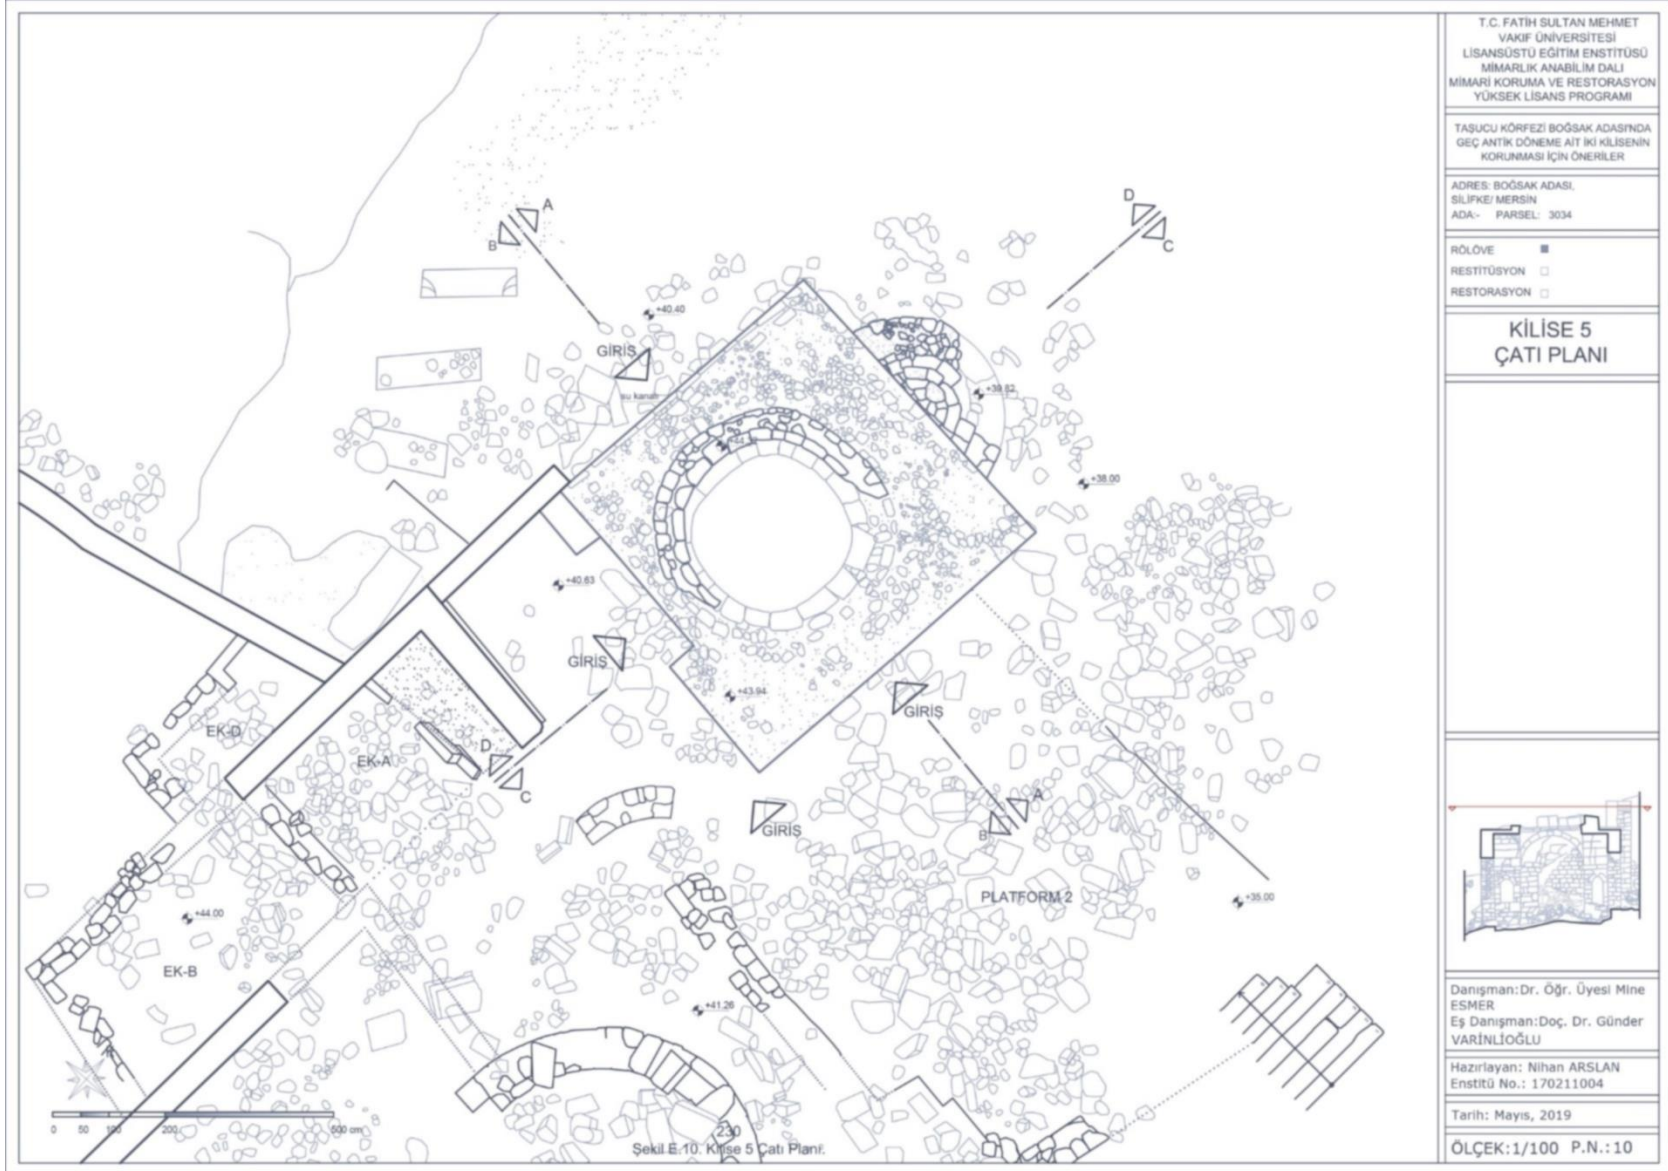 T.C. FATİH SULTAN MEHMET
VAKIF ÜNİVERSİTESİ
LİSANSÜSTÜ EĞİTİM ENSTİTÜSÜ
MİMARLIK ANABİLİM DALI
MİMARİ KORUMA VE RESTORASYON
YÜKSEK LİSANS PROGRAMI
TAŞUCU KÖRFEZİ BOĞSAK ADASI'NDA
GEÇ ANTİK DÖNEME AİT İKİ KİLİSENİN
KORUNMASI İÇİN ÖNERİLER
ADRES: BOĞSAK ADASI,
SİLİFKE/ MERSİN
ADA:- PARSEL: 3034
RÖLÖVE
RESTİTÜSYON
RESTORASYON
KİLİSE 5
ÇATI PLANI
A
B
D
C
+40.40
GİRİŞ
su kanalı
+39.82
+38.00
+40.63
GİRİŞ
+43.94
GİRİŞ
EK-D
EK-A
D
C
GİRİŞ
A
B
PLATFORM 2
+35.00
+44.00
EK-B
+41.26
0 50 100 200 500 cm
230
Şekil E.10. Kilise 5 Çatı Planı.
Danışman:Dr. Öğr. Üyesi Mine
ESMER
Eş Danışman:Doç. Dr. Günder
VARİNLİOĞLU
Hazırlayan: Nihan ARSLAN
Enstitü No.: 170211004
Tarih: Mayıs, 2019
ÖLÇEK:1/100 P.N.:10